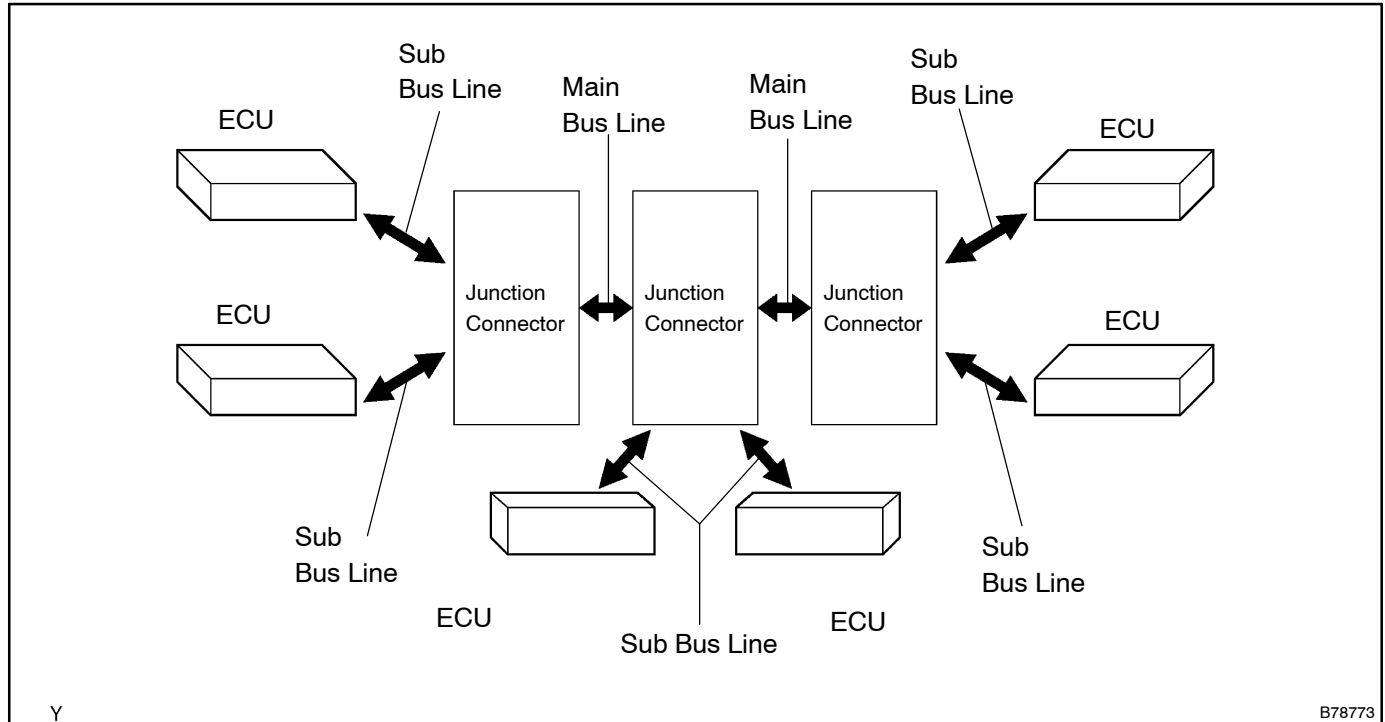 Sub
Bus Line
Main
Bus Line
Main
Bus Line
Sub
Bus Line
ECU
ECU
ECU
ECU
Junction
Connector
Junction
Connector
Junction
Connector
Sub
Bus Line
Sub
Bus Line
ECU
ECU
Sub Bus Line
Y
B78773